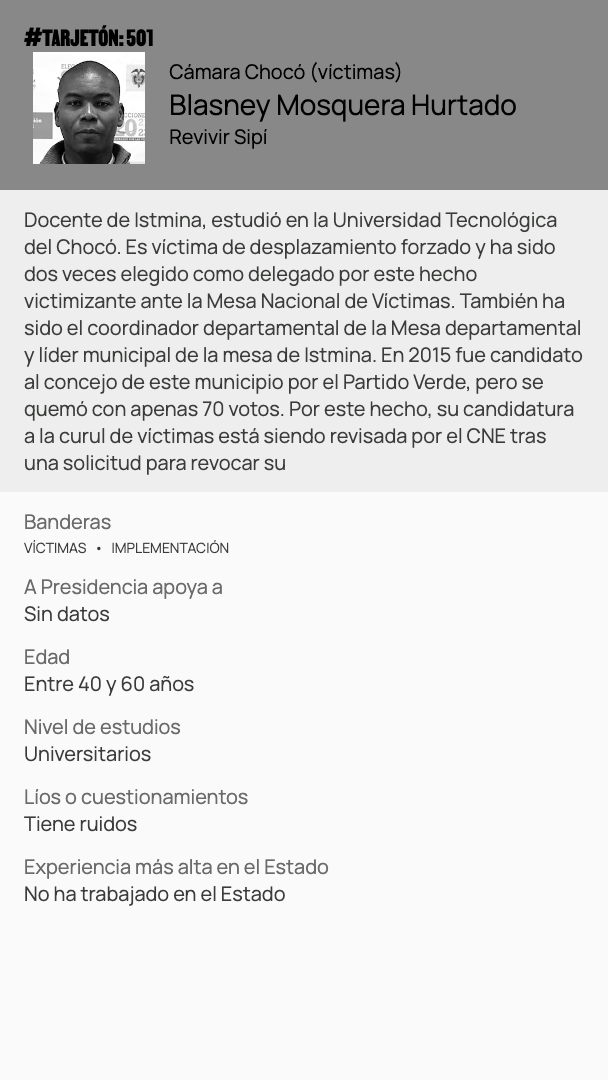 #TARJETÓN: 501
Cámara Chocó (víctimas)
Blasney Mosquera Hurtado
Revivir Sipí
Docente de Istmina, estudió en la Universidad Tecnológica
del Chocó. Es víctima de desplazamiento forzado y ha sido
dos veces elegido como delegado por este hecho
victimizante ante la Mesa Nacional de Víctimas. También ha
sido el coordinador departamental de la Mesa departamental
y líder municipal de la mesa de Istmina. En 2015 fue candidato
al concejo de este municipio por el Partido Verde, pero se
quemó con apenas 70 votos. Por este hecho, su candidatura
a la curul de víctimas está siendo revisada por el CNE tras
una solicitud para revocar su
Banderas
VÍCTIMAS • IMPLEMENTACIÓN
A Presidencia apoya a
Sin datos
Edad
Entre 40 y 60 años
Nivel de estudios
Universitarios
Líos o cuestionamientos
Tiene ruidos
Experiencia más alta en el Estado
No ha trabajado en el Estado